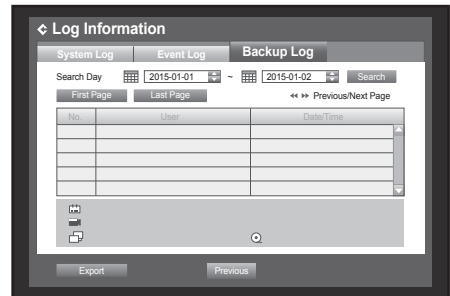 Log Information
System Log Event Log Backup Log
Search Day 2015-01-01 ~ 2015-01-02 Search
First Page Last Page Previous/Next Page
No. User Date/Time
Export Previous